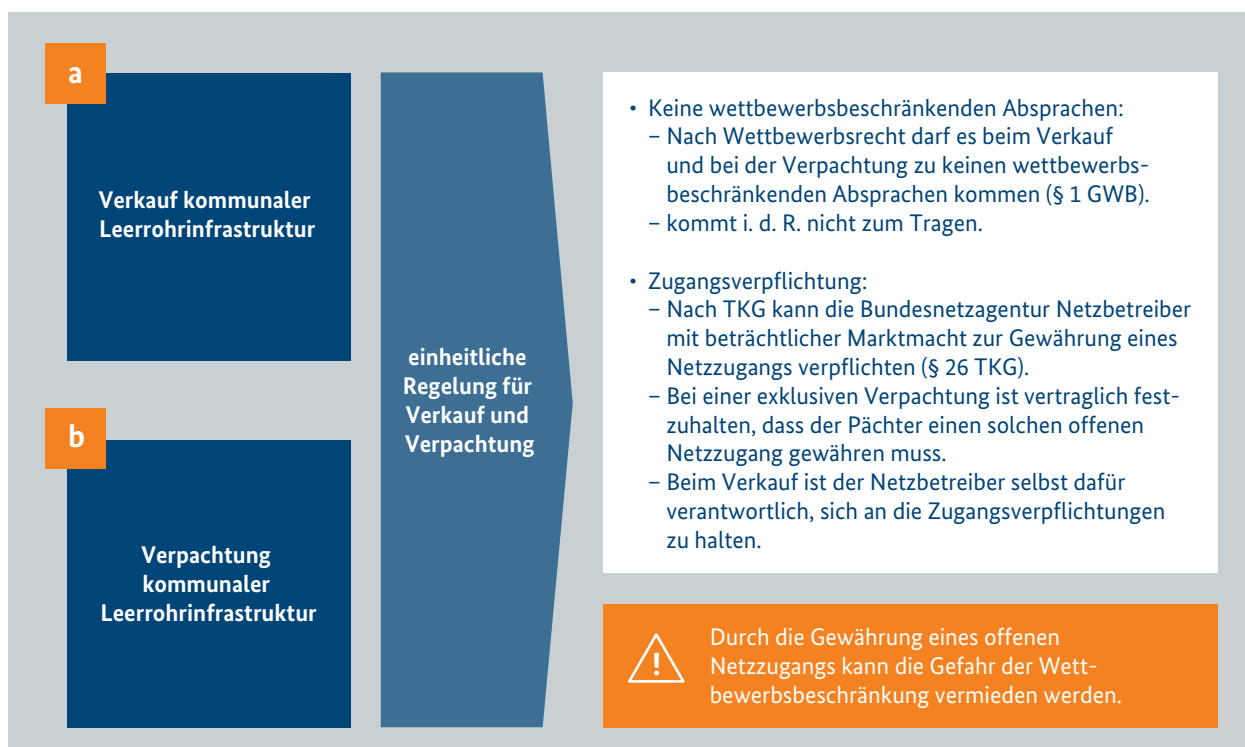 a
Verkauf kommunaler
Leerrohrinfrastruktur
b
Verpachtung
kommunaler
Leerrohrinfrastruktur
einheitliche
Regelung für
Verkauf und
Verpachtung
• Keine wettbewerbsbeschränkenden Absprachen:
– Nach Wettbewerbsrecht darf es beim Verkauf
und bei der Verpachtung zu keinen wettbewerbs-
beschränkenden Absprachen kommen (§ 1 GWB).
– kommt i. d. R. nicht zum Tragen.
• Zugangsverpflichtung:
– Nach TKG kann die Bundesnetzagentur Netzbetreiber
mit beträchtlicher Marktmacht zur Gewährung eines
Netzzugangs verpflichten (§ 26 TKG).
– Bei einer exklusiven Verpachtung ist vertraglich fest-
zuhalten, dass der Pächter einen solchen offenen
Netzzugang gewähren muss.
– Beim Verkauf ist der Netzbetreiber selbst dafür
verantwortlich, sich an die Zugangsverpflichtungen
zu halten.
!
Durch die Gewährung eines offenen
Netzzugangs kann die Gefahr der Wett-
bewerbsbeschränkung vermieden werden.